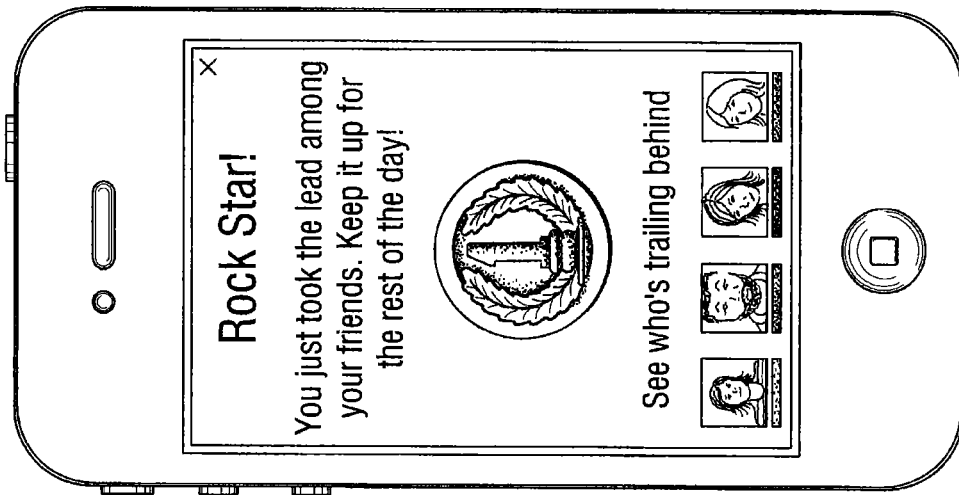 X
Rock Star!
You just took the lead among
your friends. Keep it up for
the rest of the day!
1
See who's trailing behind